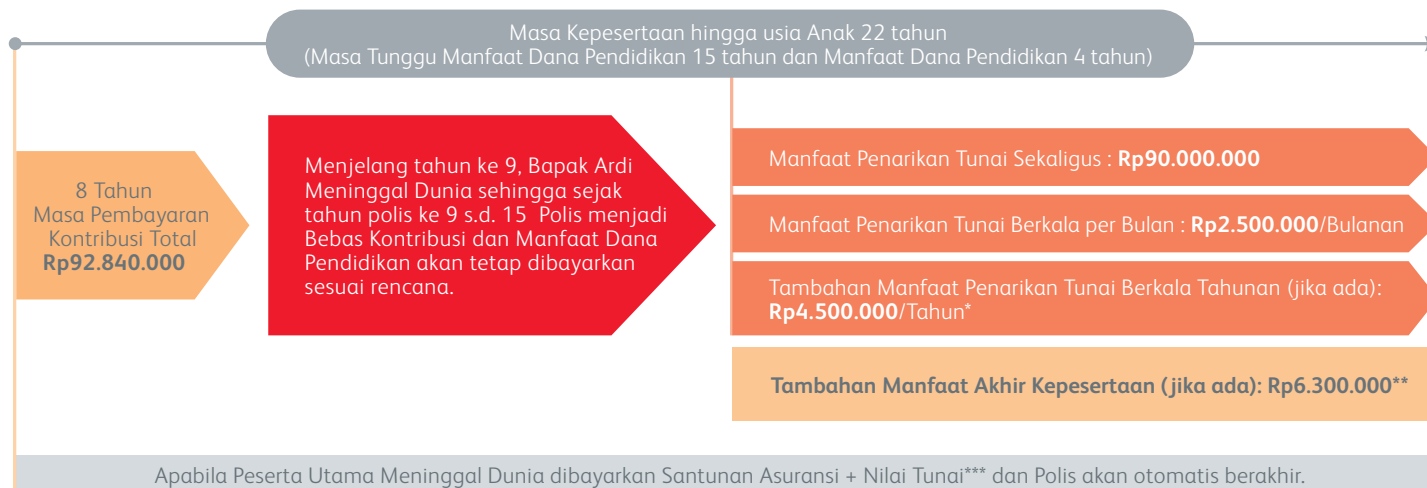 Masa Kepesertaan hingga usia Anak 22 tahun
(Masa Tunggu Manfaat Dana Pendidikan 15 tahun dan Manfaat Dana Pendidikan 4 tahun)
8 Tahun
Masa Pembayaran
Kontribusi Total
Rp92.840.000
Menjelang tahun ke 9, Bapak Ardi
Meninggal Dunia sehingga sejak
tahun polis ke 9 s.d. 15 Polis menjadi
Bebas Kontribusi dan Manfaat Dana
Pendidikan akan tetap dibayarkan
sesuai rencana.
Manfaat Penarikan Tunai Sekaligus : Rp90.000.000
Manfaat Penarikan Tunai Berkala per Bulan : Rp2.500.000/Bulanan
Tambahan Manfaat Penarikan Tunai Berkala Tahunan (jika ada):
Rp4.500.000/Tahun*
Tambahan Manfaat Akhir Kepesertaan (jika ada): Rp6.300.000**
Apabila Peserta Utama Meninggal Dunia dibayarkan Santunan Asuransi + Nilai Tunai*** dan Polis akan otomatis berakhir.